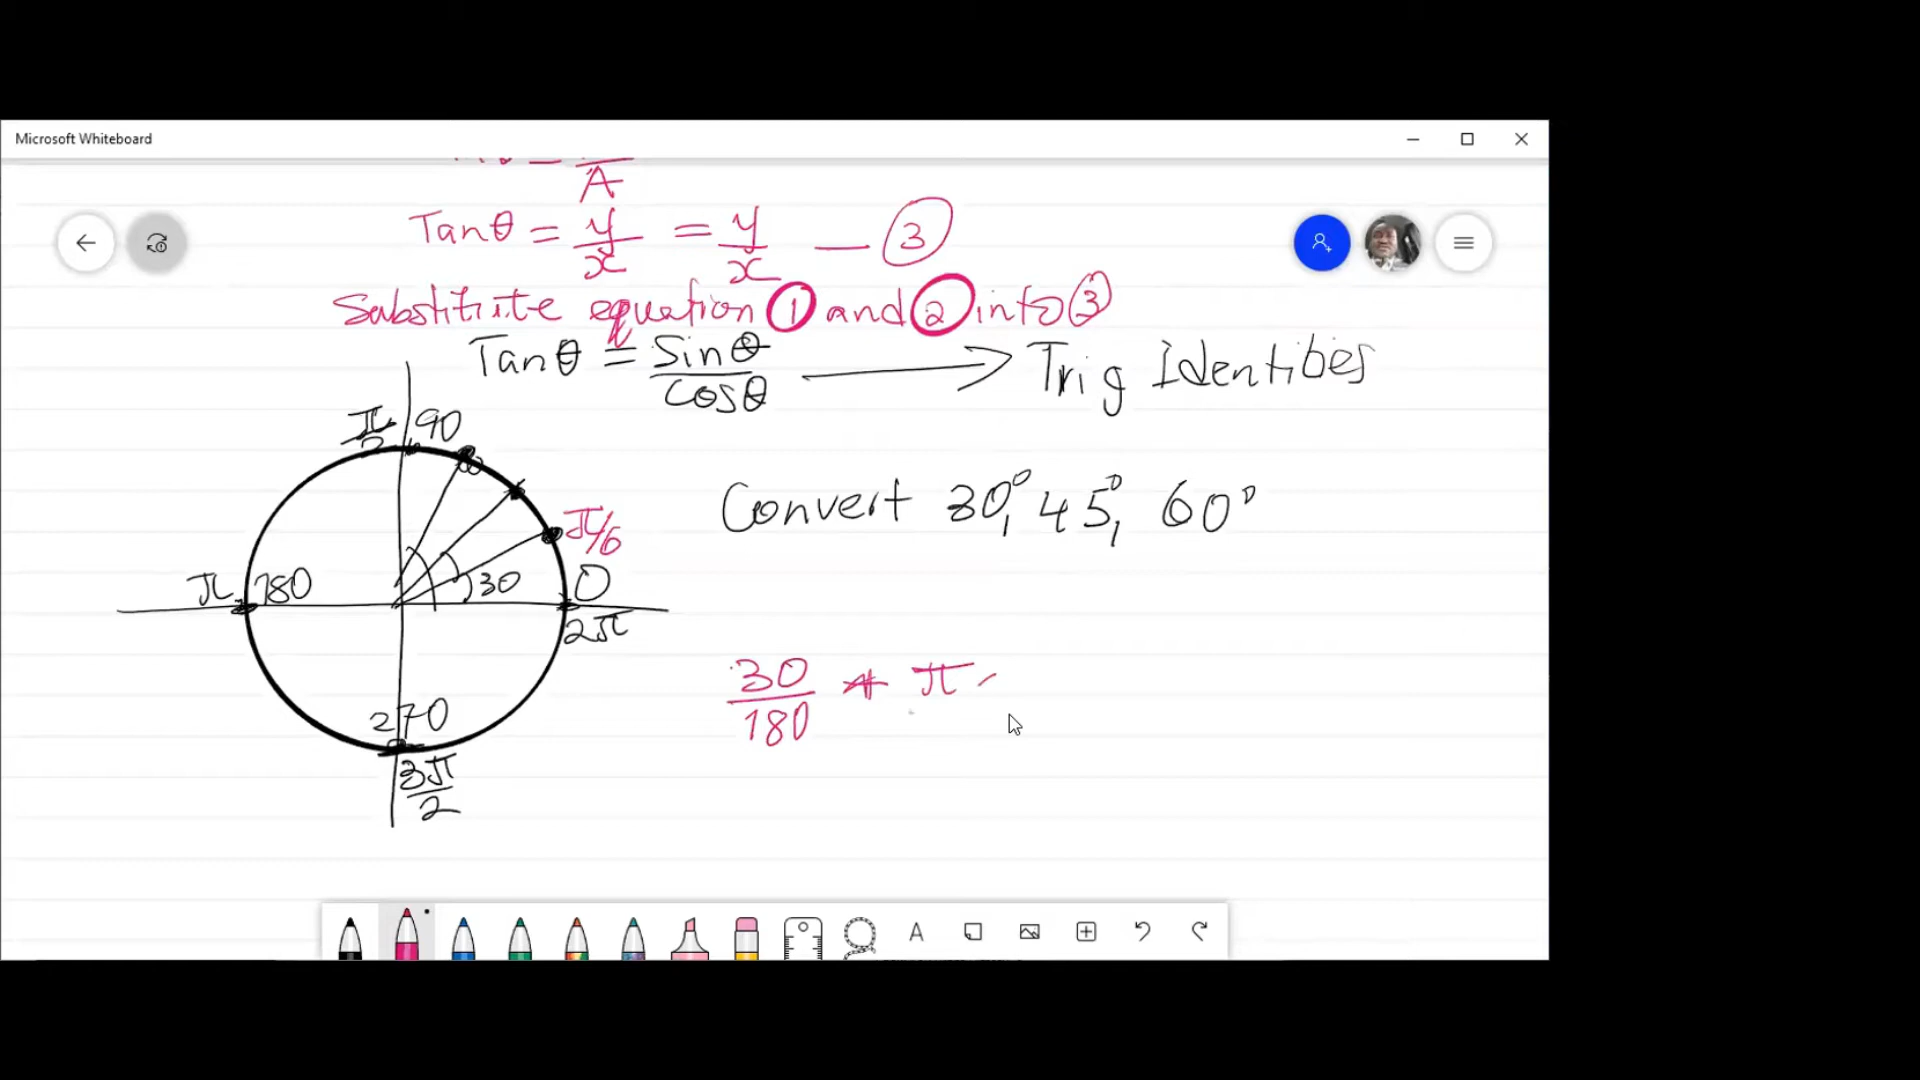 Microsoft Whiteboard
A
Tanθ = y/x = y/x — 3
Substitute equation 1 and 2 into 3
Tanθ = Sinθ/Cosθ → Trig Identities
π/2 90
Convert 30°, 45°, 60°
π/6
π 180 30 0
2π
30/180 * π
270
3π/2
A